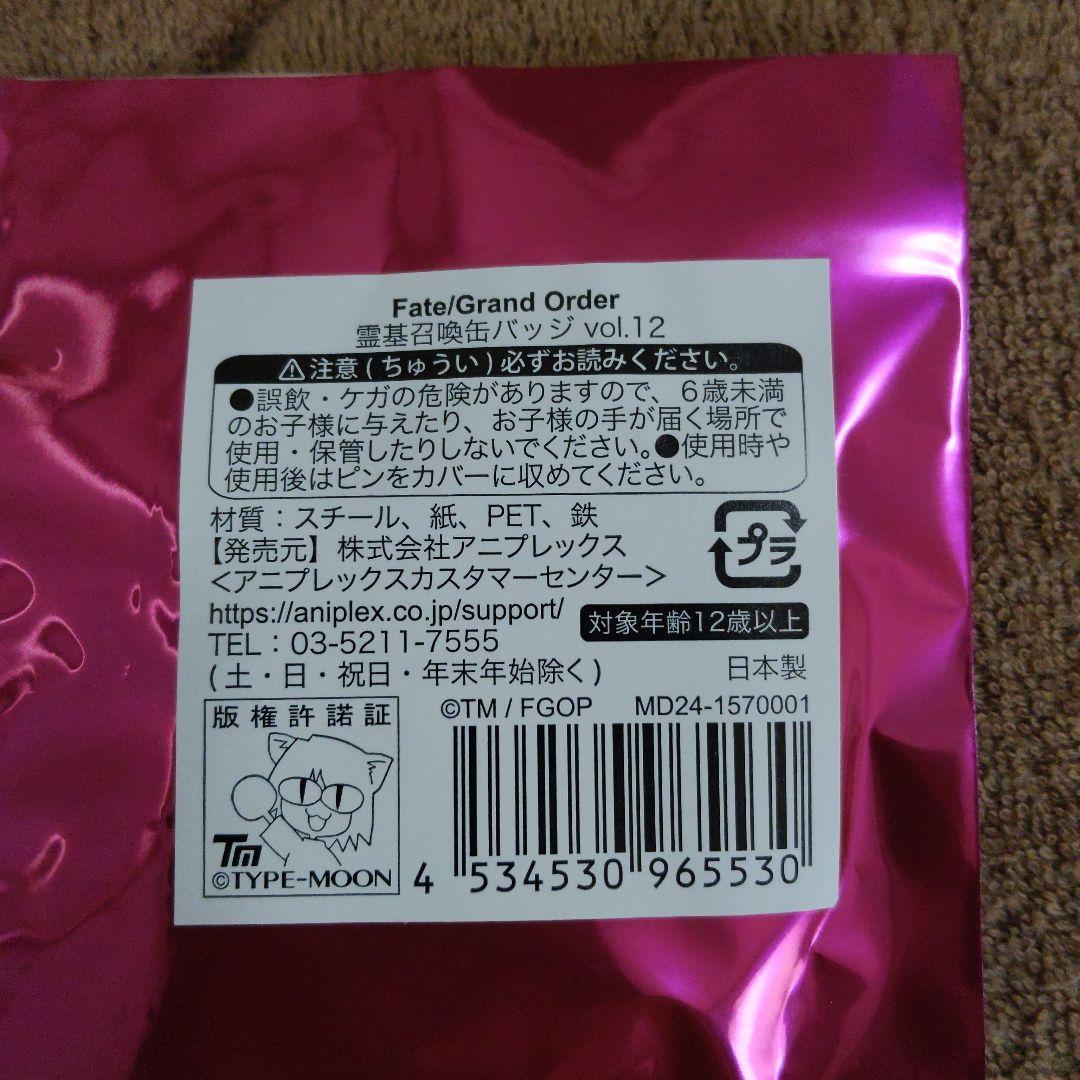 Fate/Grand Order
霊基召喚缶バッジ vol.12
⚠注意(ちゅうい)必ずお読みください。
●誤飲・ケガの危険がありますので、6歳未満
のお子様に与えたり、お子様の手が届く場所で
使用・保管したりしないでください。●使用時や
使用後はピンをカバーに収めてください。
材質：スチール、紙、PET、鉄
【発売元】株式会社アニプレックス
<アニプレックスカスタマーセンター>
https://aniplex.co.jp/support/
TEL：03-5211-7555
(土・日・祝日・年末年始除く)
プラ
対象年齢12歳以上
日本製
©TM / FGOP MD24-1570001
版権許諾証
TM
©TYPE-MOON
4 534530 965530